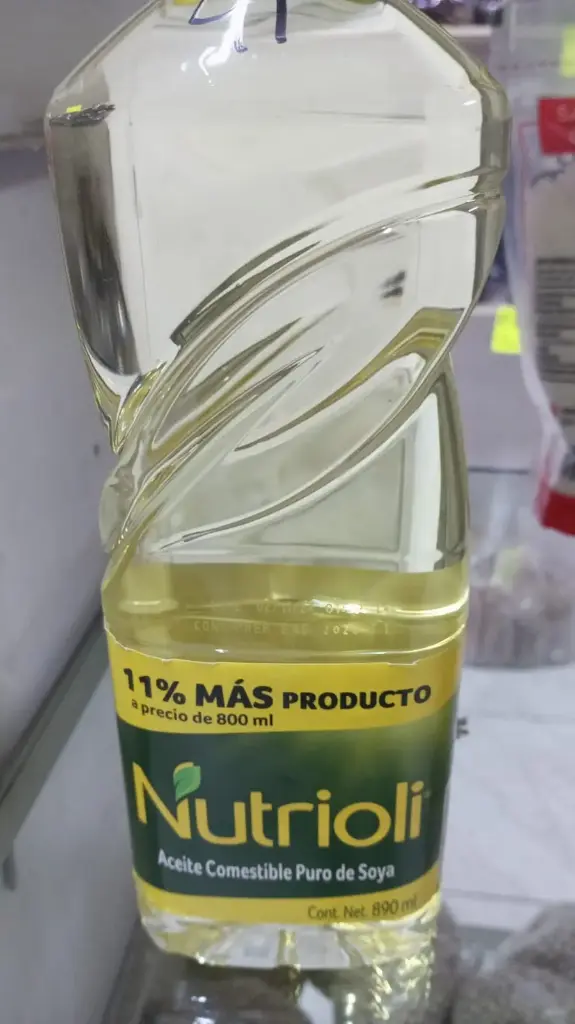 11% MÁS PRODUCTO
a precio de 800 ml
Nutrioli
Aceite Comestible Puro de Soya
Cont. Net. 890 ml